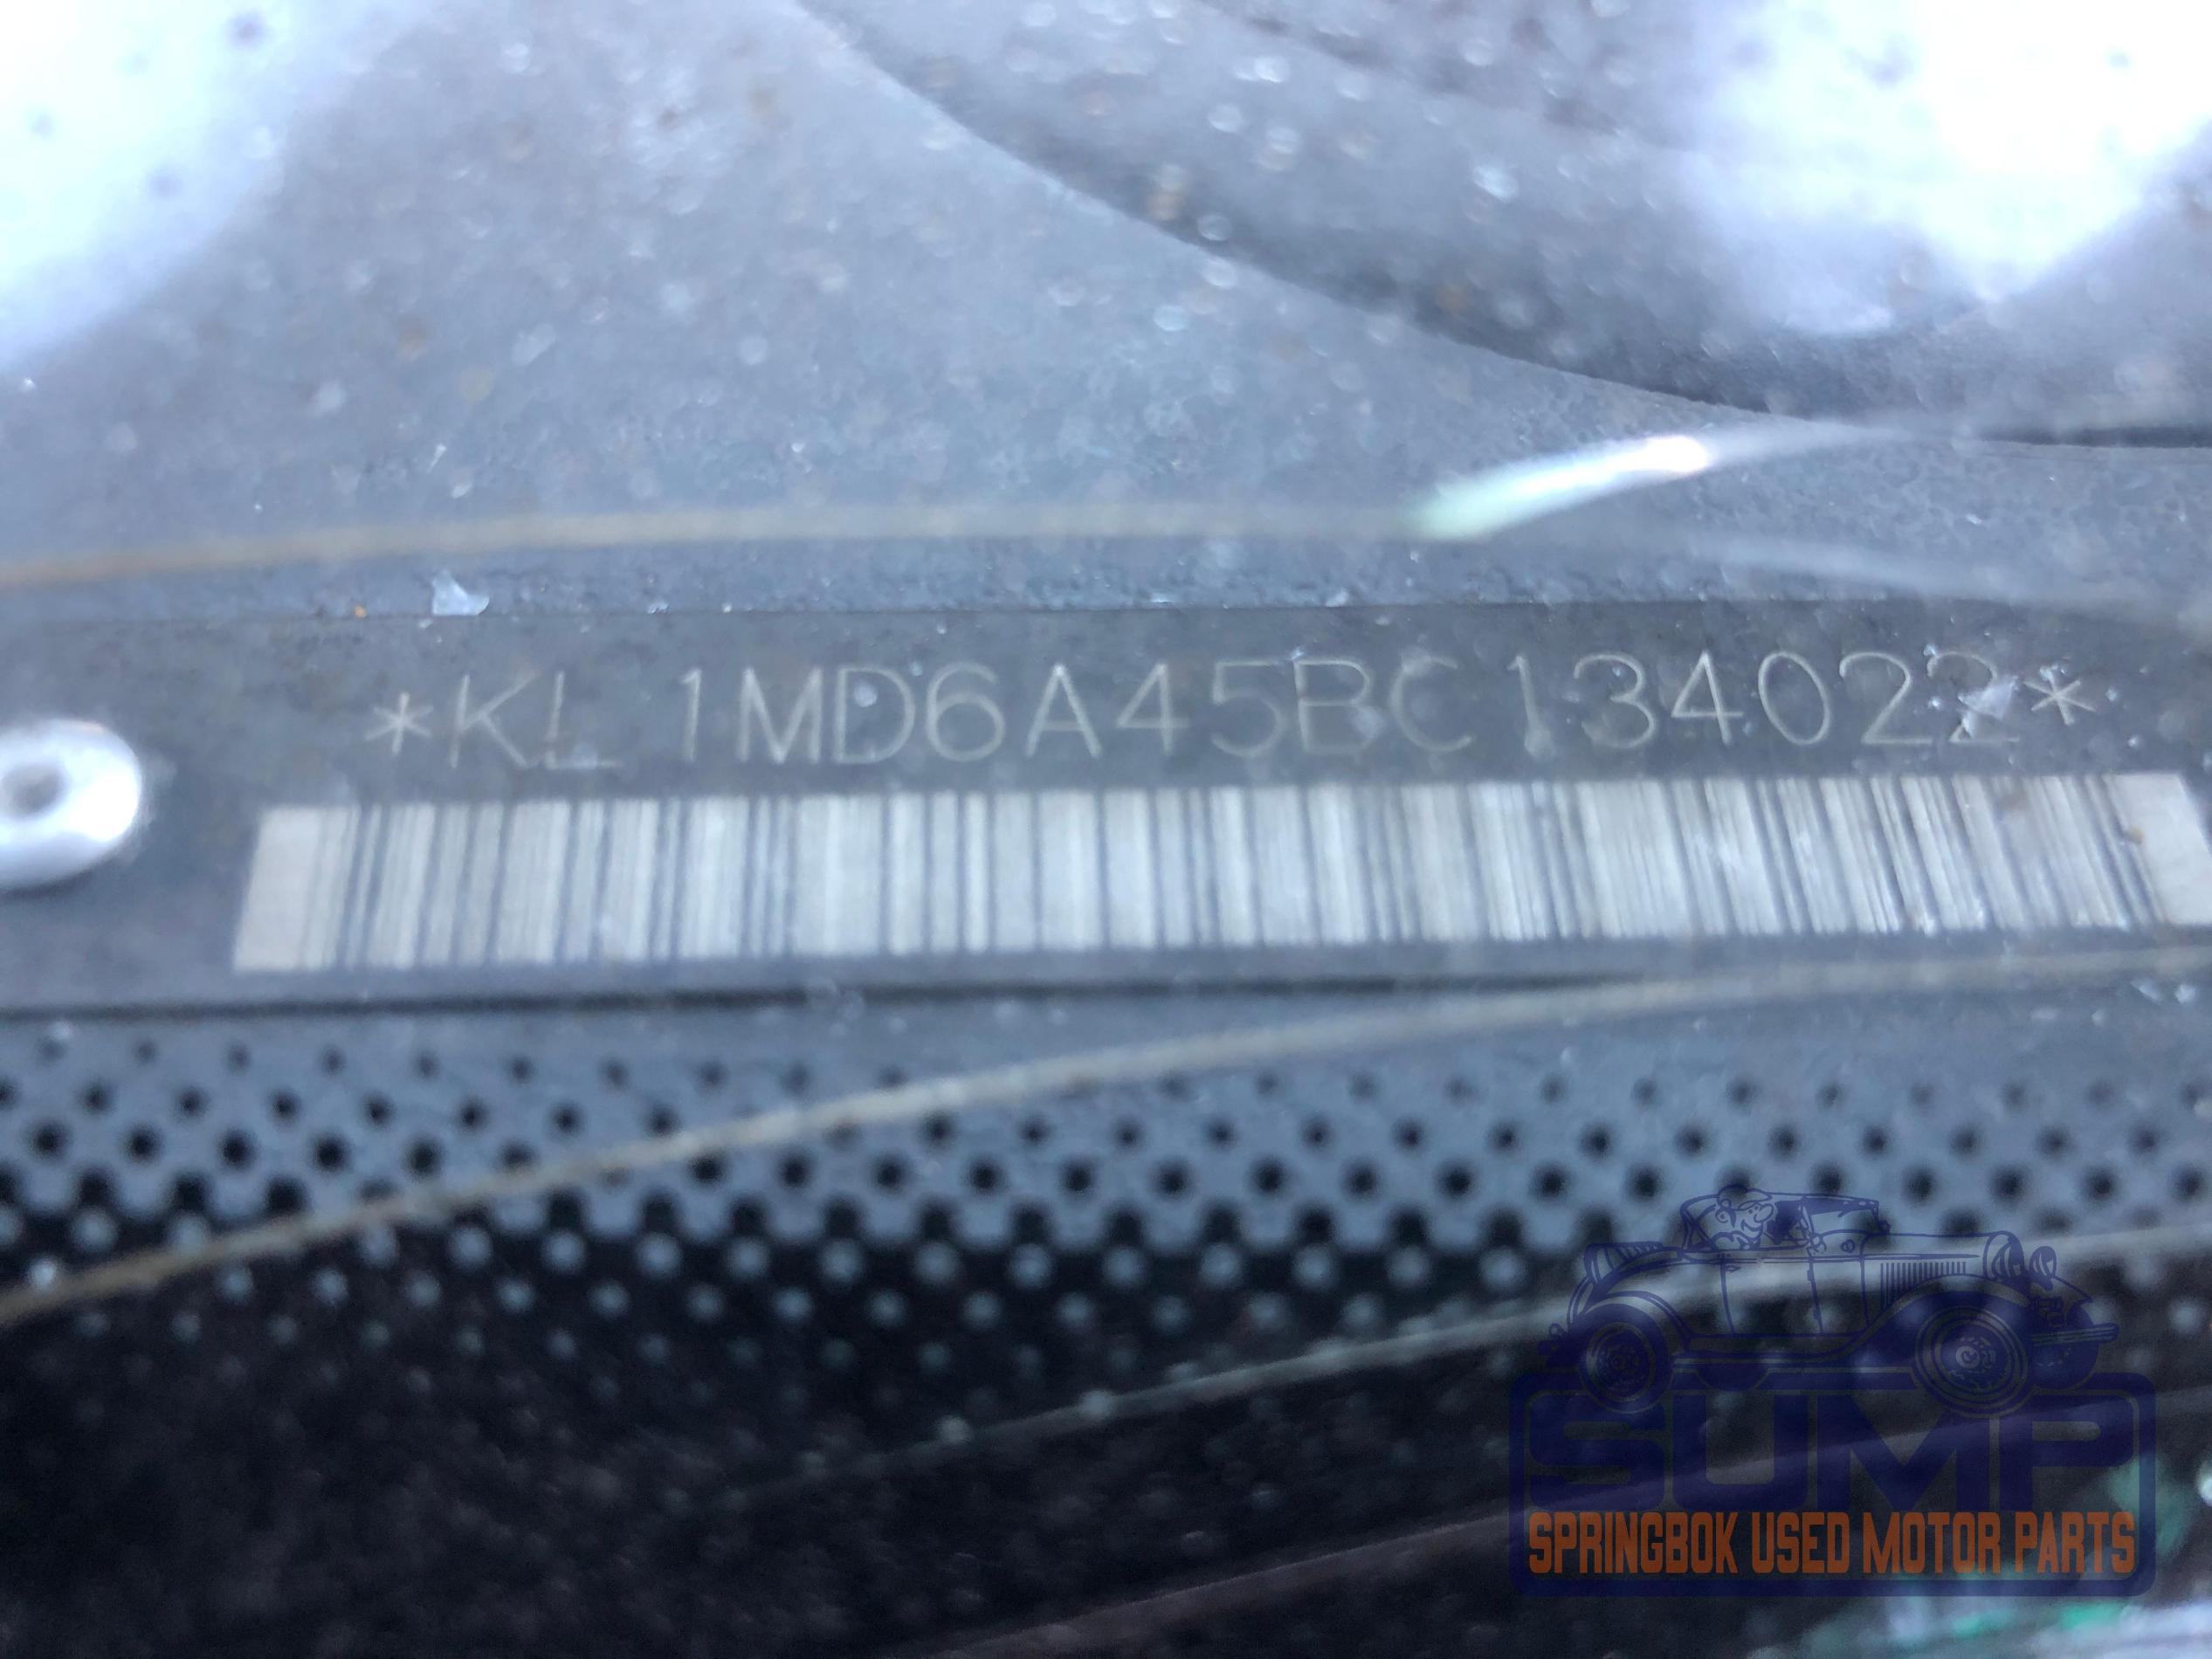 *KL1MD6A45BC134022*
SUMP
SPRINGBOK USED MOTOR PARTS